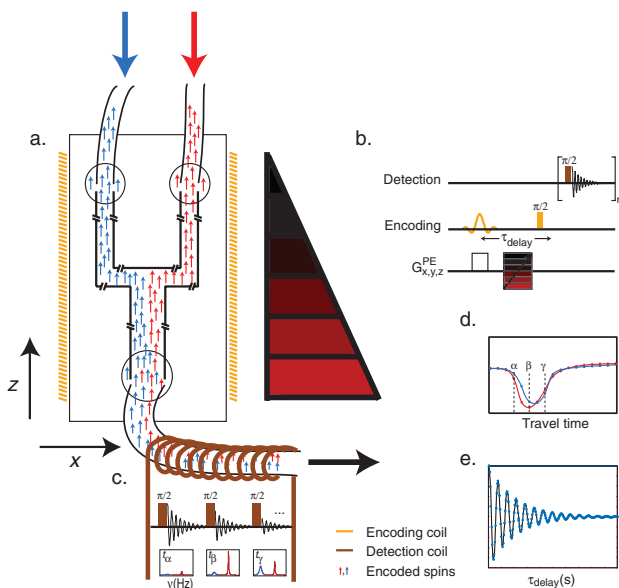 a.
b.
Detection
π/2
n
Encoding
π/2
τdelay
G PE x,y,z
z
x
c.
d.
α β γ
Travel time
e.
τdelay(s)
π/2 π/2 π/2
...
tα tβ tγ
ν(Hz)
Encoding coil
Detection coil
Encoded spins